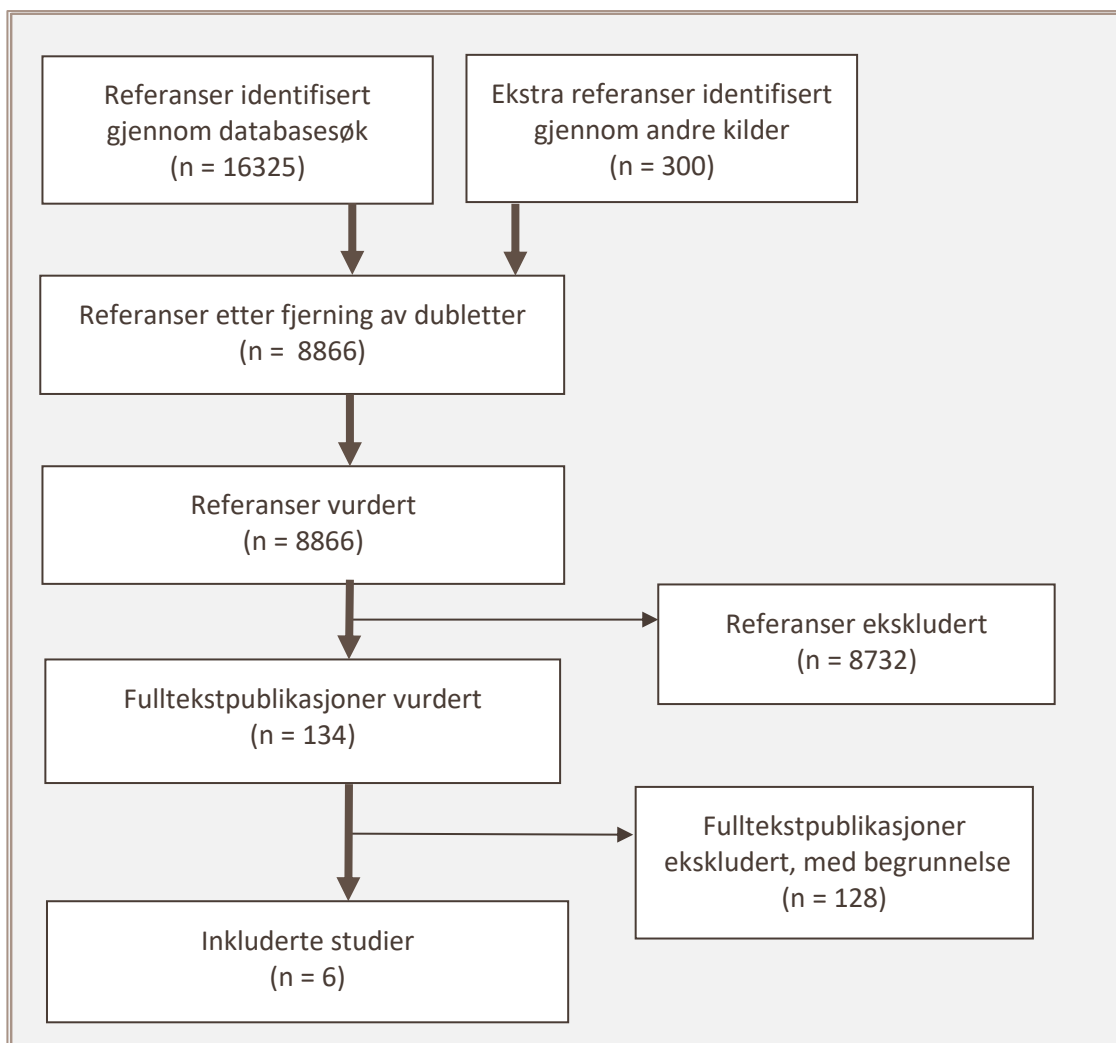 Referanser identifisert
gjennom databasesøk
(n = 16325)
Ekstra referanser identifisert
gjennom andre kilder
(n = 300)
Referanser etter fjerning av dubletter
(n =  8866)
Referanser vurdert
(n = 8866)
Referanser ekskludert
(n = 8732)
Fulltekstpublikasjoner vurdert
(n = 134)
Fulltekstpublikasjoner
ekskludert, med begrunnelse
(n = 128)
Inkluderte studier
(n = 6)